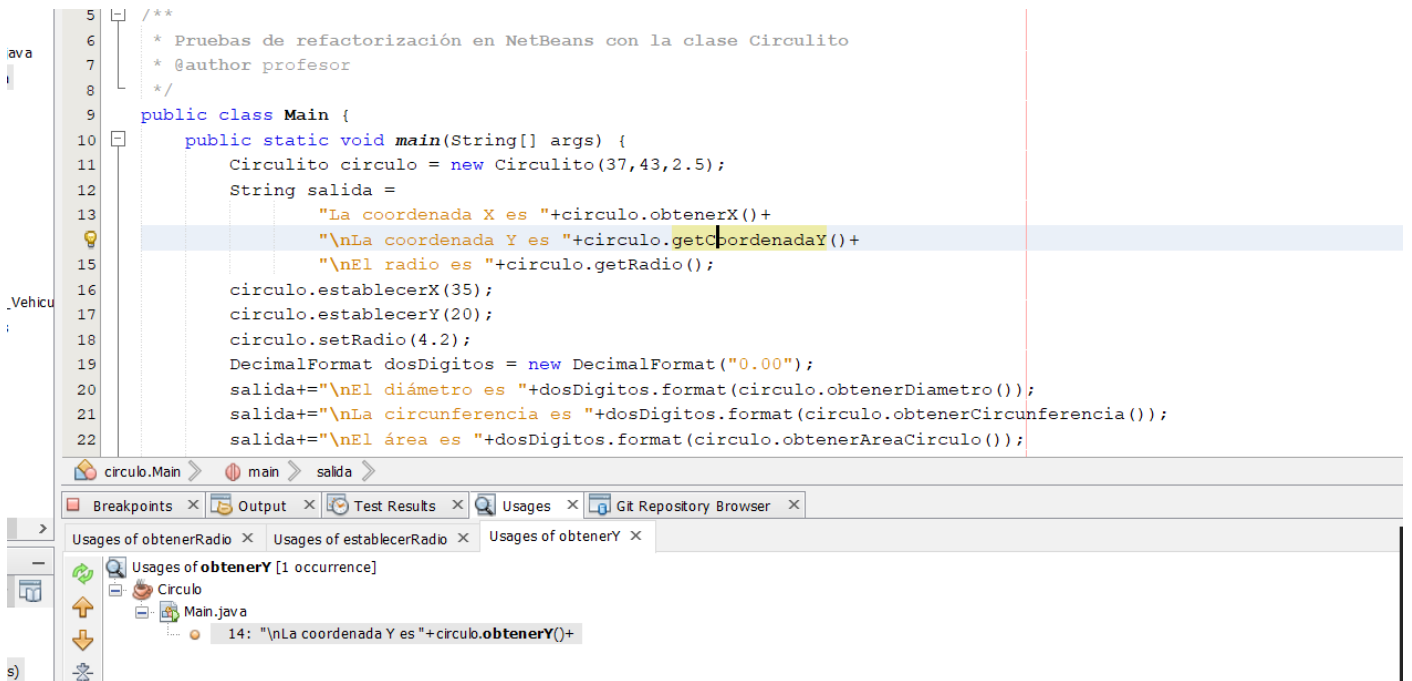 5 /**
6 * Pruebas de refactorización en NetBeans con la clase Circulito
7 * @author profesor
8 */
9 public class Main {
10 public static void main(String[] args) {
11 Circulito circulo = new Circulito(37,43,2.5);
12 String salida =
13 "La coordenada X es "+circulo.obtenerX()+
"\nLa coordenada Y es "+circulo.getCoordenadaY()+
15 "\nEl radio es "+circulo.getRadio();
16 circulo.establecerX(35);
17 circulo.establecerY(20);
18 circulo.setRadio(4.2);
19 DecimalFormat dosDigitos = new DecimalFormat("0.00");
20 salida+="\nEl diámetro es "+dosDigitos.format(circulo.obtenerDiametro());
21 salida+="\nLa circunferencia es "+dosDigitos.format(circulo.obtenerCircunferencia());
22 salida+="\nEl área es "+dosDigitos.format(circulo.obtenerAreaCirculo());
java
_Vehicu
s)
circulo.Main main salida
Breakpoints Output Test Results Usages Git Repository Browser
Usages of obtenerRadio Usages of establecerRadio Usages of obtenerY
Usages of obtenerY [1 occurrence]
Circulo
Main.java
14: "\nLa coordenada Y es "+circulo.obtenerY()+